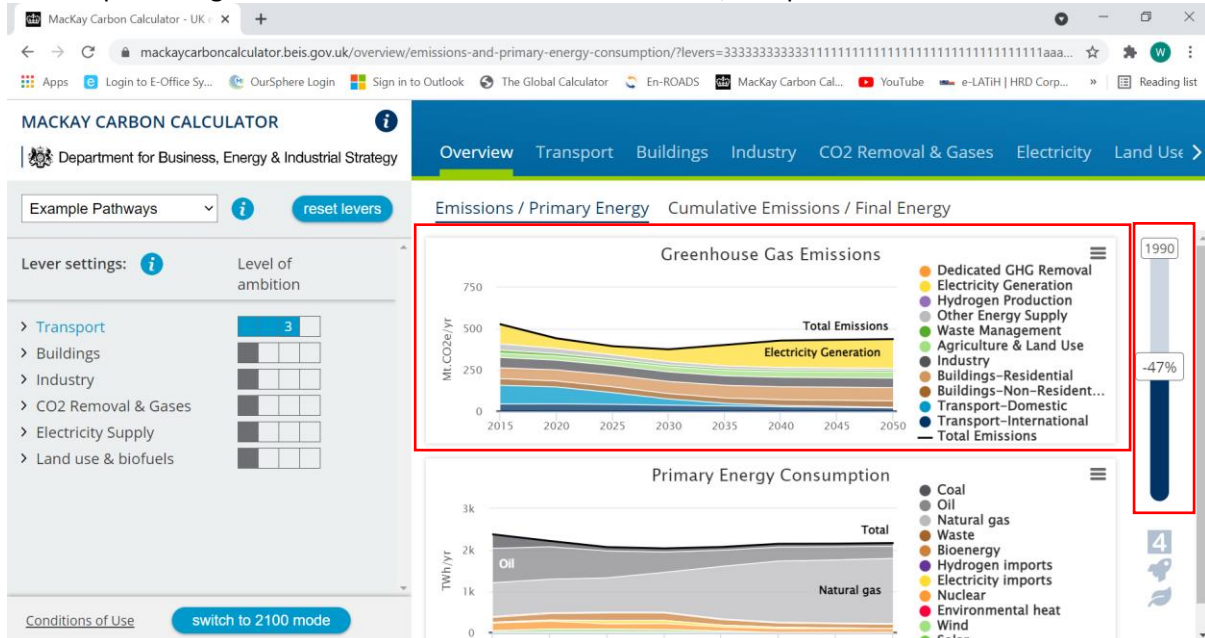 MacKay Carbon Calculator - UK e
mackaycarboncalculator.beis.gov.uk/overview/emissions-and-primary-energy-consumption/?levers=33333333333311111111111111111111111111111111111aaa...
W
Apps
Login to E-Office Sy...
OurSphere Login
Sign in to Outlook
The Global Calculator
En-ROADS
MacKay Carbon Cal...
YouTube
e-LATiH | HRD Corp...
»
Reading list
MACKAY CARBON CALCULATOR
Department for Business, Energy & Industrial Strategy
Overview Transport Buildings Industry CO2 Removal & Gases Electricity Land Use
Example Pathways
reset levers
Emissions / Primary Energy Cumulative Emissions / Final Energy
Lever settings:
Level of
ambition
Transport 3
Buildings
Industry
CO2 Removal & Gases
Electricity Supply
Land use & biofuels
Conditions of Use
switch to 2100 mode
Greenhouse Gas Emissions
Mt.CO2e/yr
750
500
250
0
2015 2020 2025 2030 2035 2040 2045 2050
Total Emissions
Electricity Generation
Dedicated GHG Removal
Electricity Generation
Hydrogen Production
Other Energy Supply
Waste Management
Agriculture & Land Use
Industry
Buildings-Residential
Buildings-Non-Resident...
Transport-Domestic
Transport-International
Total Emissions
1990
-47%
Primary Energy Consumption
TWh/yr
3k
2k
1k
0
Oil
Total
Natural gas
Coal
Oil
Natural gas
Waste
Bioenergy
Hydrogen imports
Electricity imports
Nuclear
Environmental heat
Wind
4